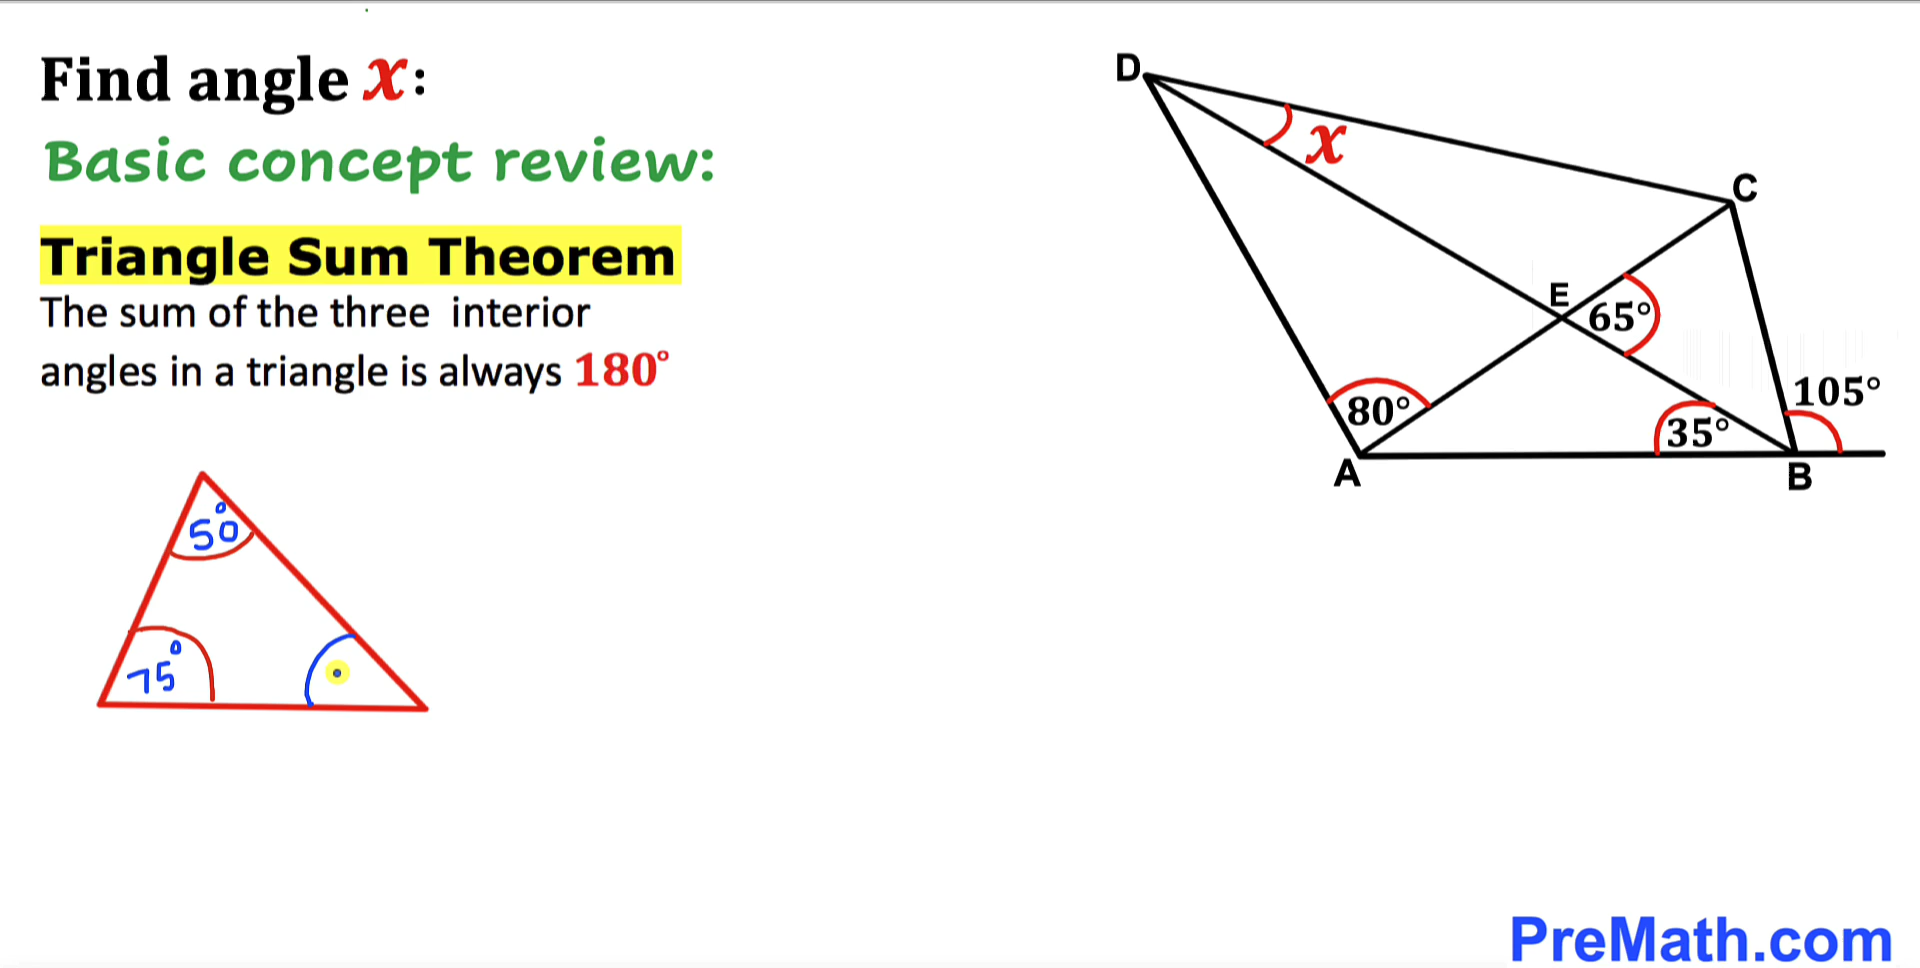 Find angle x:
Basic concept review:
Triangle Sum Theorem
The sum of the three interior
angles in a triangle is always 180°
50°
75°
D
x
C
E
65°
80°
105°
35°
A
B
PreMath.com